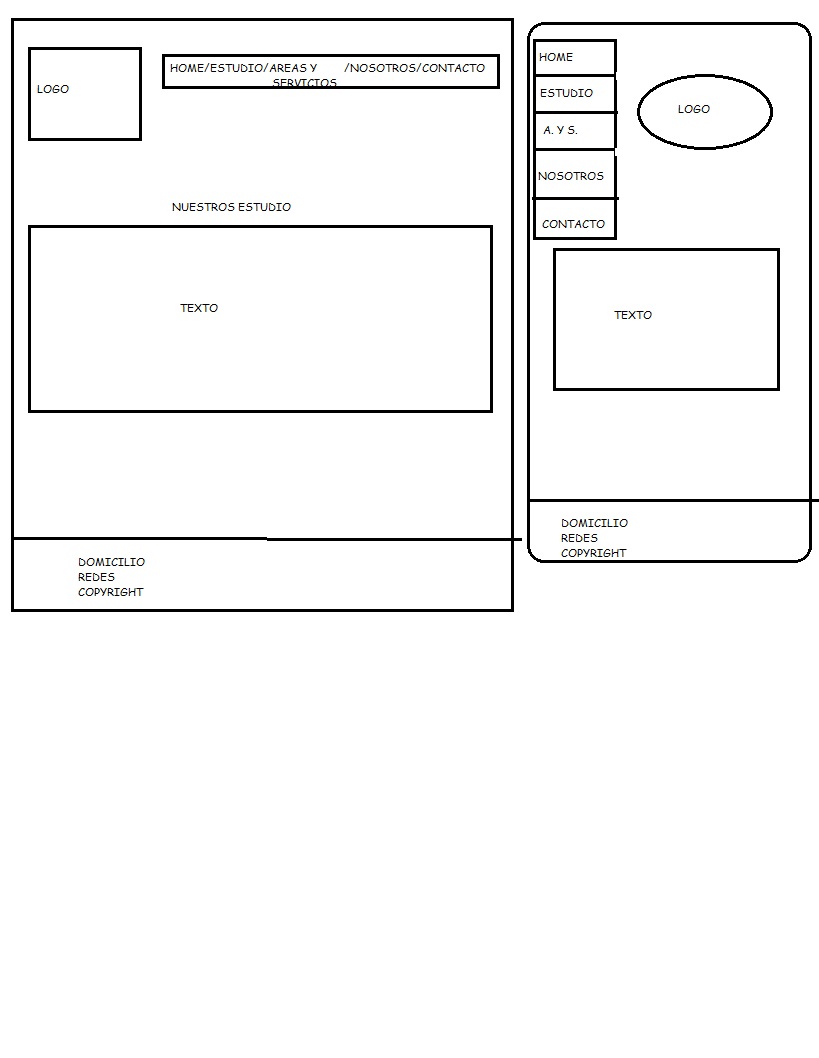 LOGO
HOME/ESTUDIO/AREAS Y /NOSOTROS/CONTACTO
SERVICIOS
NUESTROS ESTUDIO
TEXTO
DOMICILIO
REDES
COPYRIGHT
HOME
ESTUDIO
A. Y S.
NOSOTROS
CONTACTO
LOGO
TEXTO
DOMICILIO
REDES
COPYRIGHT